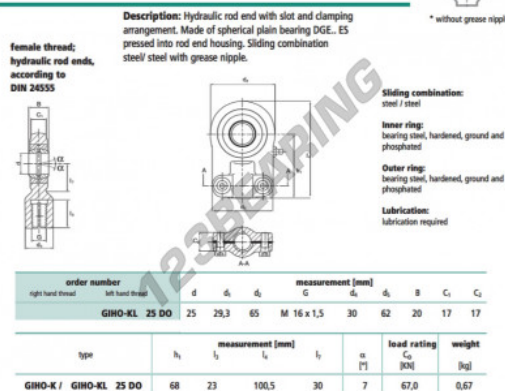 Description: Hydraulic rod end with slot and clamping
arrangement. Made of spherical plain bearing DGE.. ES
pressed into rod end housing. Sliding combination
steel/ steel with grease nipple.
* without grease nippl
female thread;
hydraulic rod ends,
according to
DIN 24555
Sliding combination:
steel / steel
Inner ring:
bearing steel, hardened, ground and
phosphated
Outer ring:
bearing steel, hardened, ground and
phosphated
Lubrication:
lubrication required
B
C₁
A A
A-A
123BEARING
order number measurement [mm]
right hand thread left hand thread d d₁ d₂ G d₄ d₅ B C₁ C₂
GIHO-KL 25 DO 25 29,3 65 M 16 x 1,5 30 62 20 17 17
measurement [mm] load rating weight
type h₁ l₃ l₄ l₇ α C₀
[°] [KN] [kg]
GIHO-K / GIHO-KL 25 DO 68 23 100,5 30 7 67,0 0,67